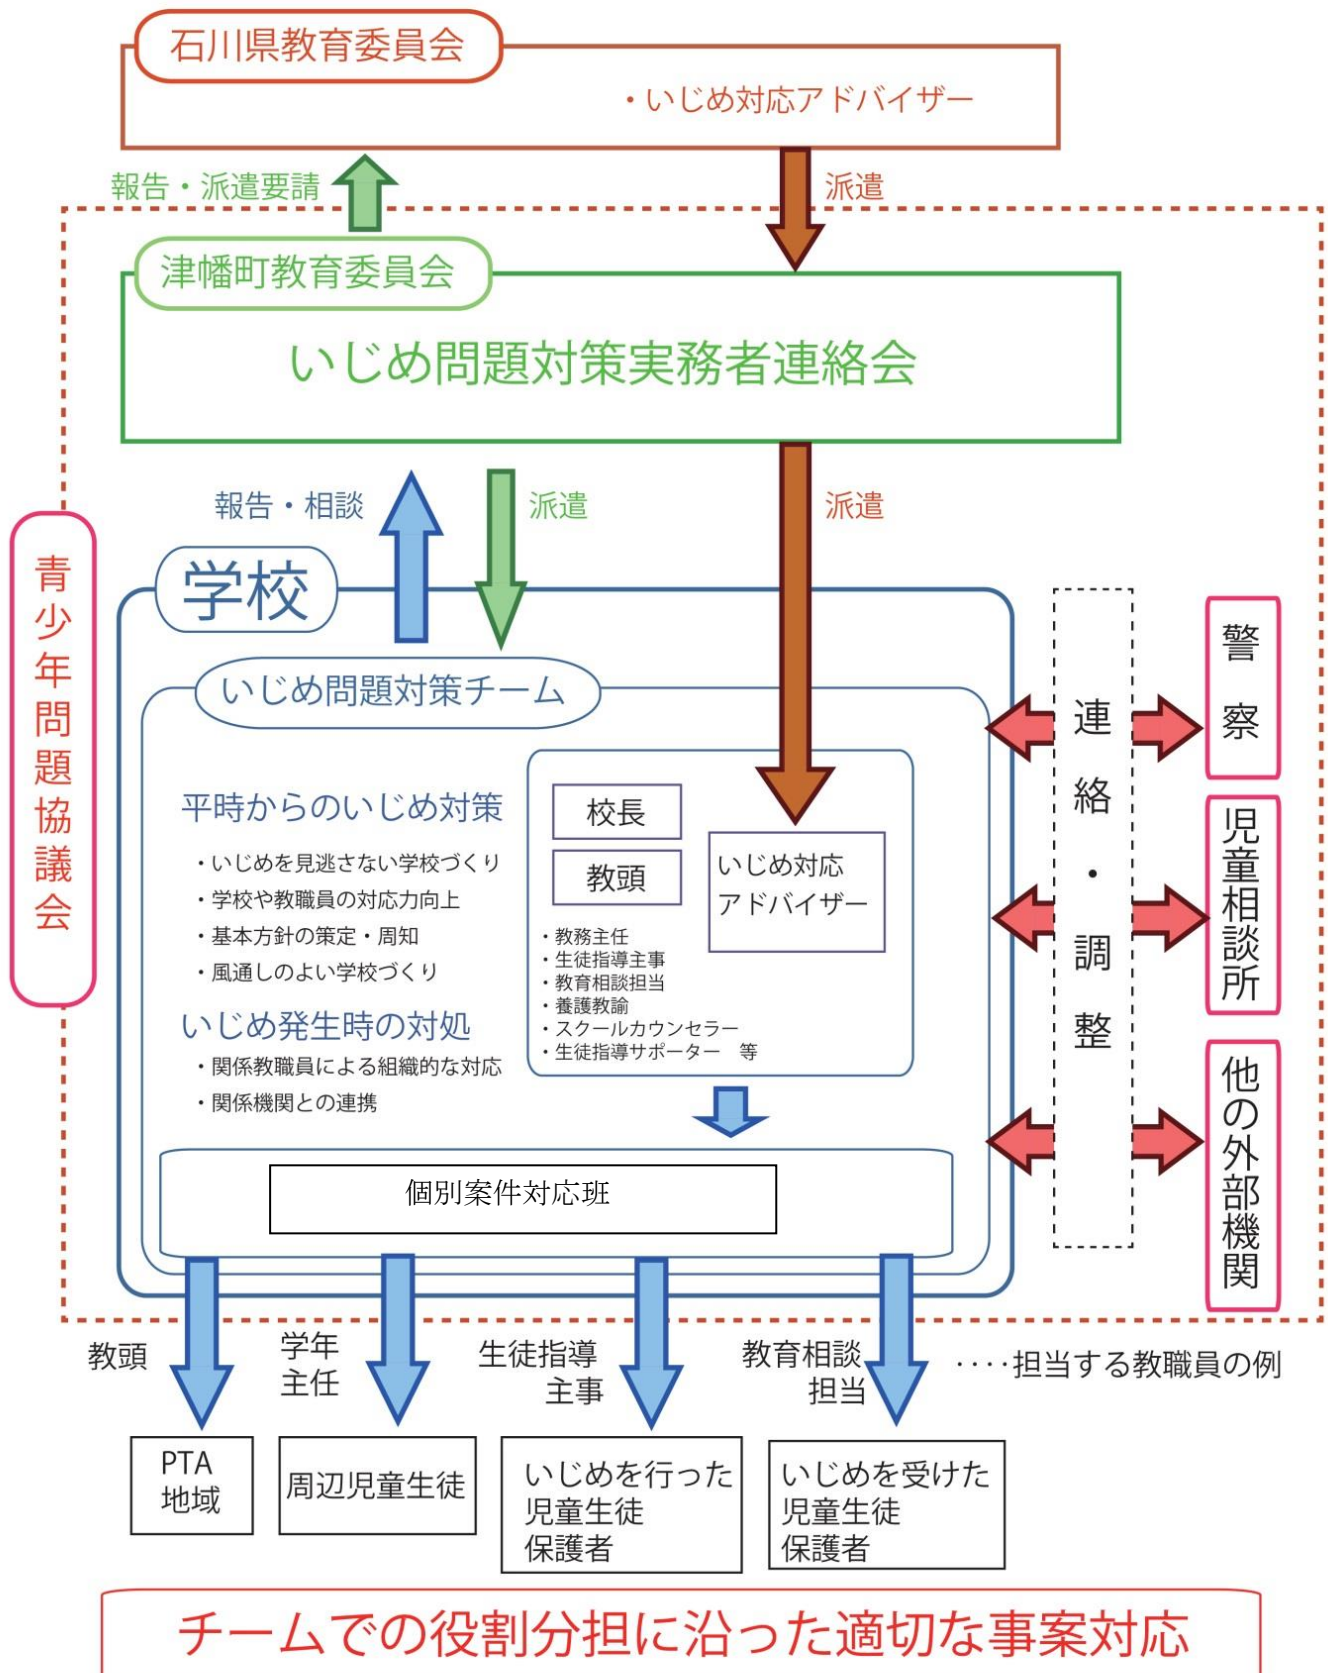 石川県教育委員会
・いじめ対応アドバイザー
報告・派遣要請
派遣
津幡町教育委員会
いじめ問題対策実務者連絡会
報告・相談
派遣
派遣
青少年問題協議会
学校
いじめ問題対策チーム
平時からのいじめ対策
・いじめを見逃さない学校づくり
・学校や教職員の対応力向上
・基本方針の策定・周知
・風通しのよい学校づくり
いじめ発生時の対処
・関係教職員による組織的な対応
・関係機関との連携
校長
教頭
いじめ対応
アドバイザー
・教務主任
・生徒指導主事
・教育相談担当
・養護教諭
・スクールカウンセラー
・生徒指導サポーター　等
個別案件対応班
連絡・調整
警察
児童相談所
他の外部機関
教頭
学年
主任
生徒指導
主事
教育相談
担当
‥‥担当する教職員の例
PTA
地域
周辺児童生徒
いじめを行った
児童生徒
保護者
いじめを受けた
児童生徒
保護者
チームでの役割分担に沿った適切な事案対応